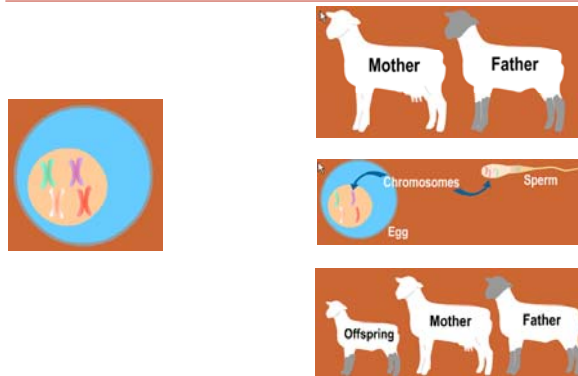 Mother Father
Chromosomes
Sperm
Egg
Offspring Mother Father